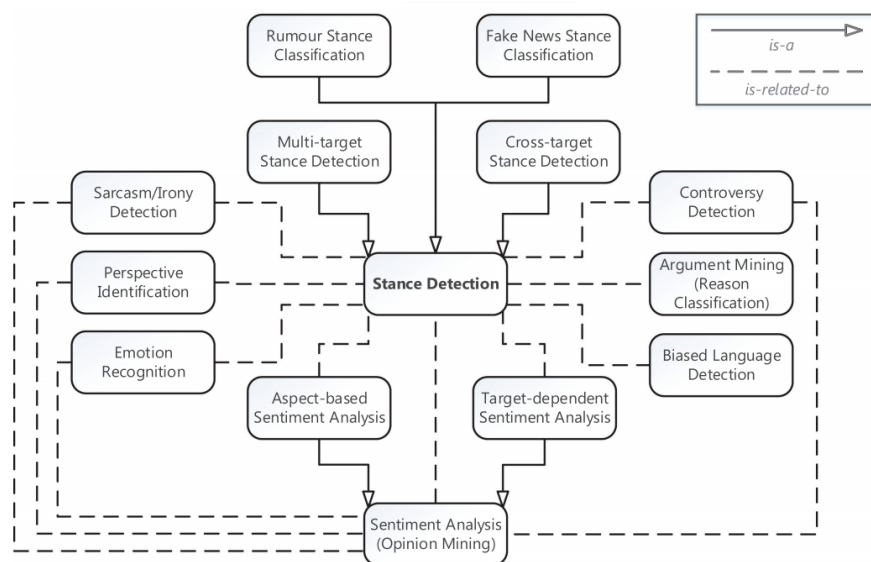 Rumour Stance
Classification
Fake News Stance
Classification
is-a
is-related-to
Multi-target
Stance Detection
Cross-target
Stance Detection
Sarcasm/Irony
Detection
Controversy
Detection
Perspective
Identification
Stance Detection
Argument Mining
(Reason
Classification)
Emotion
Recognition
Biased Language
Detection
Aspect-based
Sentiment Analysis
Target-dependent
Sentiment Analysis
Sentiment Analysis
(Opinion Mining)